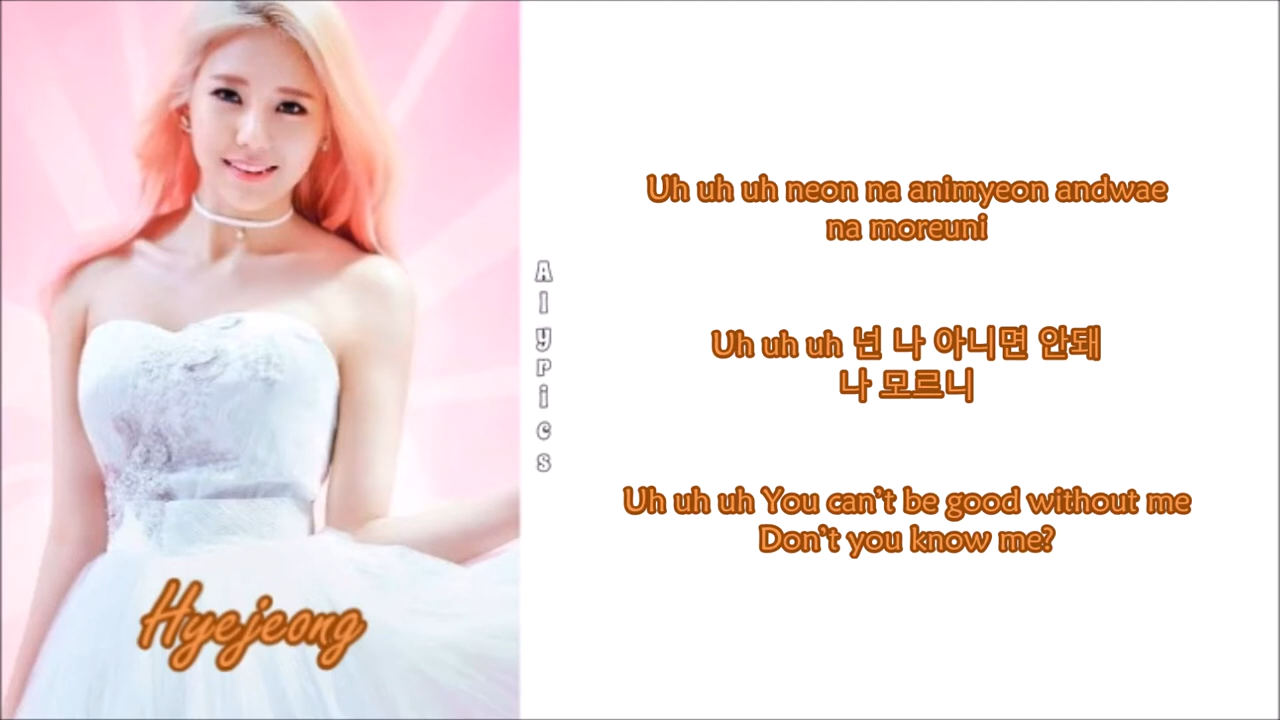 Uh uh uh neon na animyeon andwae
na moreuni
Uh uh uh 넌 나 아니면 안돼
나 모르니
Uh uh uh You can't be good without me
Don't you know me?
Alyrics
Hyejeong